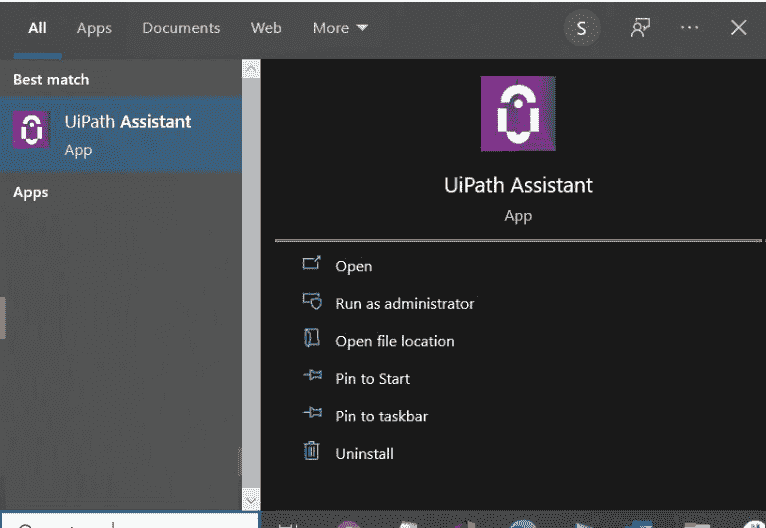 All Apps Documents Web More S
Best match
UiPath Assistant
App
Apps
UiPath Assistant
App
Open
Run as administrator
Open file location
Pin to Start
Pin to taskbar
Uninstall